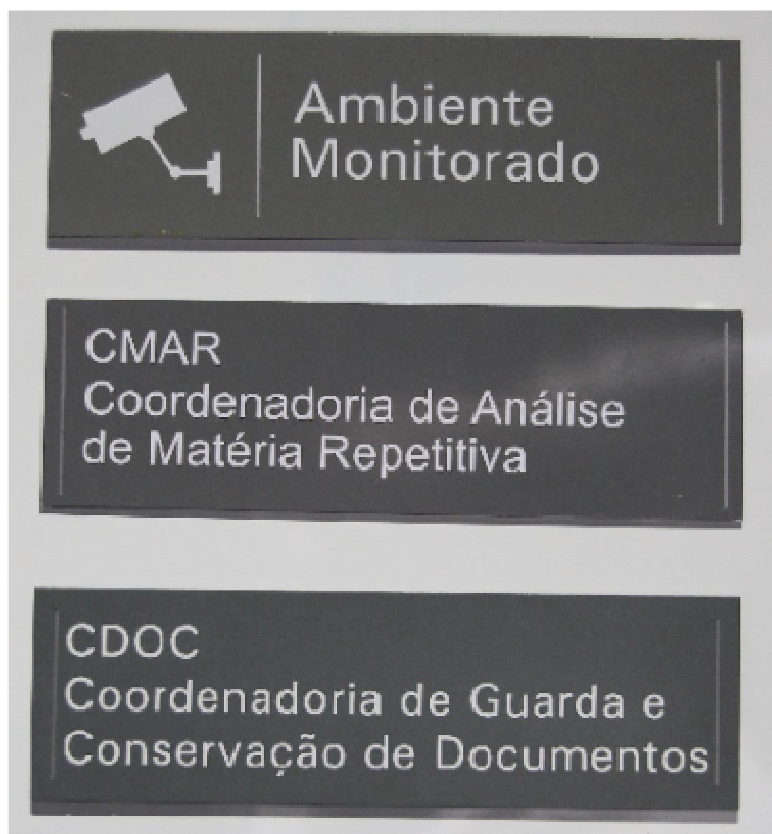 Ambiente
Monitorado
CMAR
Coordenadoria de Análise
de Matéria Repetitiva
CDOC
Coordenadoria de Guarda e
Conservação de Documentos